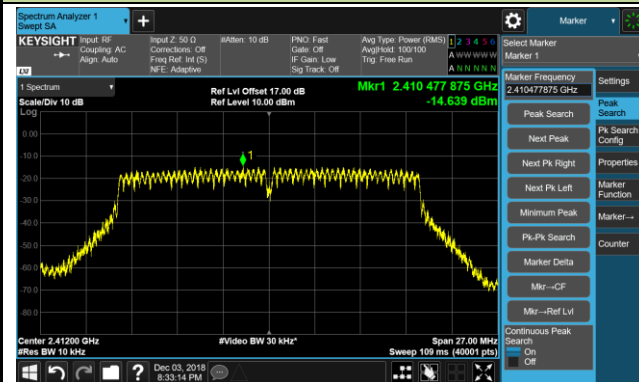 Spectrum Analyzer 1
Swept SA
+
Marker
KEYSIGHT
Input: RF
Coupling: AC
Align: Auto
Input Z: 50 Ω
Corrections: Off
Freq Ref: Int (S)
NFE: Adaptive
#Atten: 10 dB
PNO: Fast
Gate: Off
IF Gain: Low
Sig Track: Off
Avg Type: Power (RMS)
Avg|Hold: 100/100
Trig: Free Run
1 2 3 4 5 6
A W W W W W
A N N N N N
LXI
Select Marker
Marker 1
1 Spectrum
Scale/Div 10 dB
Log
Ref Lvl Offset 17.00 dB
Ref Level 10.00 dBm
Mkr1 2.410 477 875 GHz
-14.639 dBm
0.00
-10.0
-20.0
-30.0
-40.0
-50.0
-60.0
-70.0
-80.0
1
Center 2.41200 GHz
#Res BW 10 kHz
#Video BW 30 kHz*
Span 27.00 MHz
Sweep 109 ms (40001 pts)
Marker Frequency
2.410477875 GHz
Peak Search
Next Peak
Next Pk Right
Next Pk Left
Minimum Peak
Pk-Pk Search
Marker Delta
Mkr→CF
Mkr→Ref Lvl
Continuous Peak
Search
On
Off
Settings
Peak
Search
Pk Search
Config
Properties
Marker
Function
Marker→
Counter
?
Dec 03, 2018
8:33:14 PM